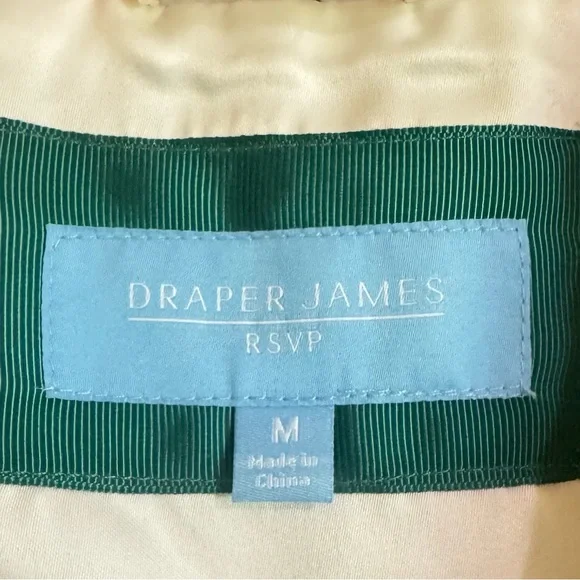 DRAPER JAMES
RSVP
M
Made in
China